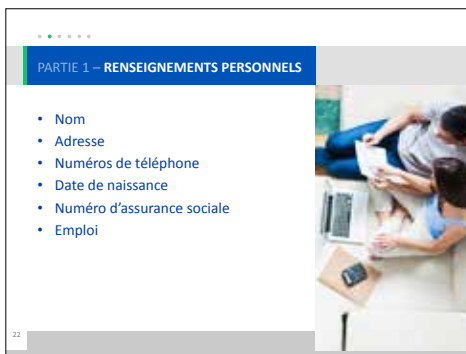 PARTIE 1 – RENSEIGNEMENTS PERSONNELS
• Nom
• Adresse
• Numéros de téléphone
• Date de naissance
• Numéro d'assurance sociale
• Emploi
22